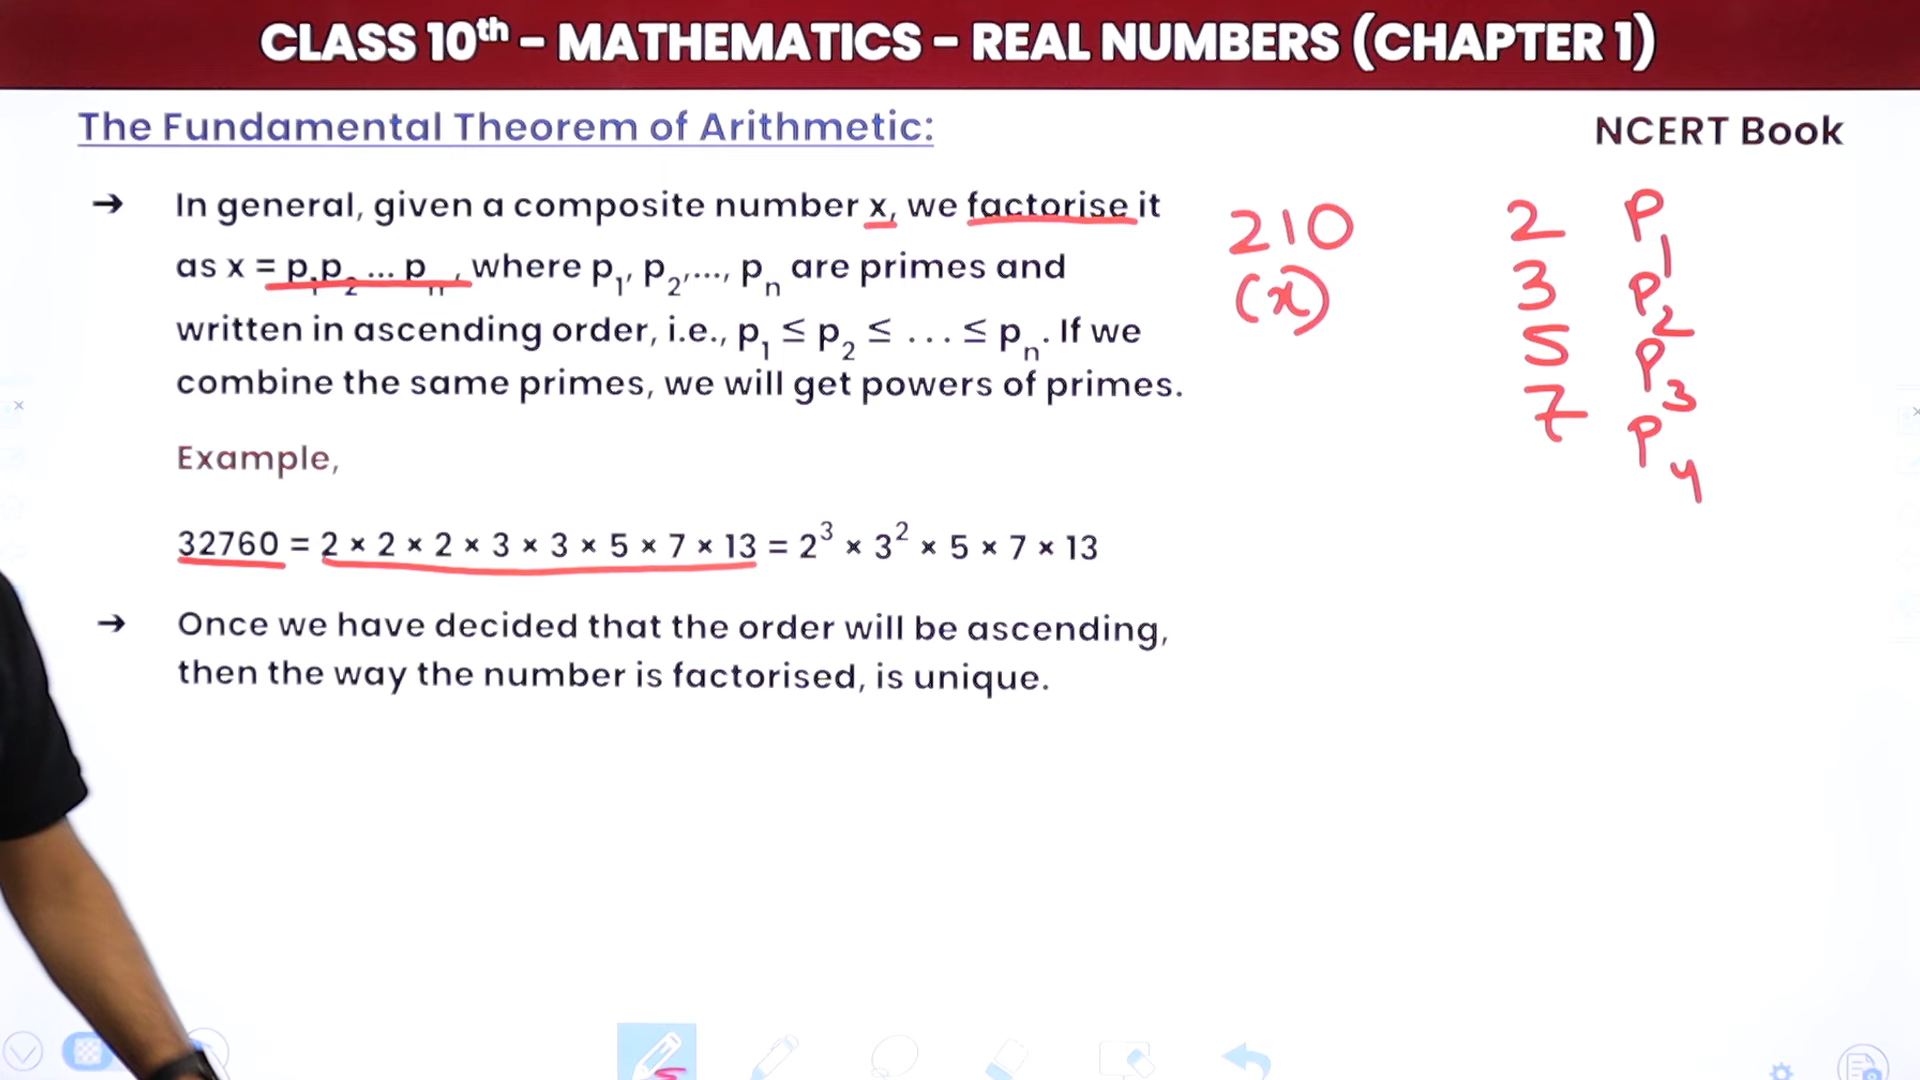 CLASS 10th – MATHEMATICS – REAL NUMBERS (CHAPTER 1)
The Fundamental Theorem of Arithmetic:
NCERT Book
➔ In general, given a composite number x, we factorise it
as x = p₁p₂ ... pₙ , where p₁, p₂,..., pₙ are primes and
written in ascending order, i.e., p₁ ≤ p₂ ≤ ... ≤ pₙ. If we
combine the same primes, we will get powers of primes.
Example,
32760 = 2 × 2 × 2 × 3 × 3 × 5 × 7 × 13 = 2³ × 3² × 5 × 7 × 13
➔ Once we have decided that the order will be ascending,
then the way the number is factorised, is unique.
210
(x)
2 P₁
3 P₂
5 P₃
7 P₄